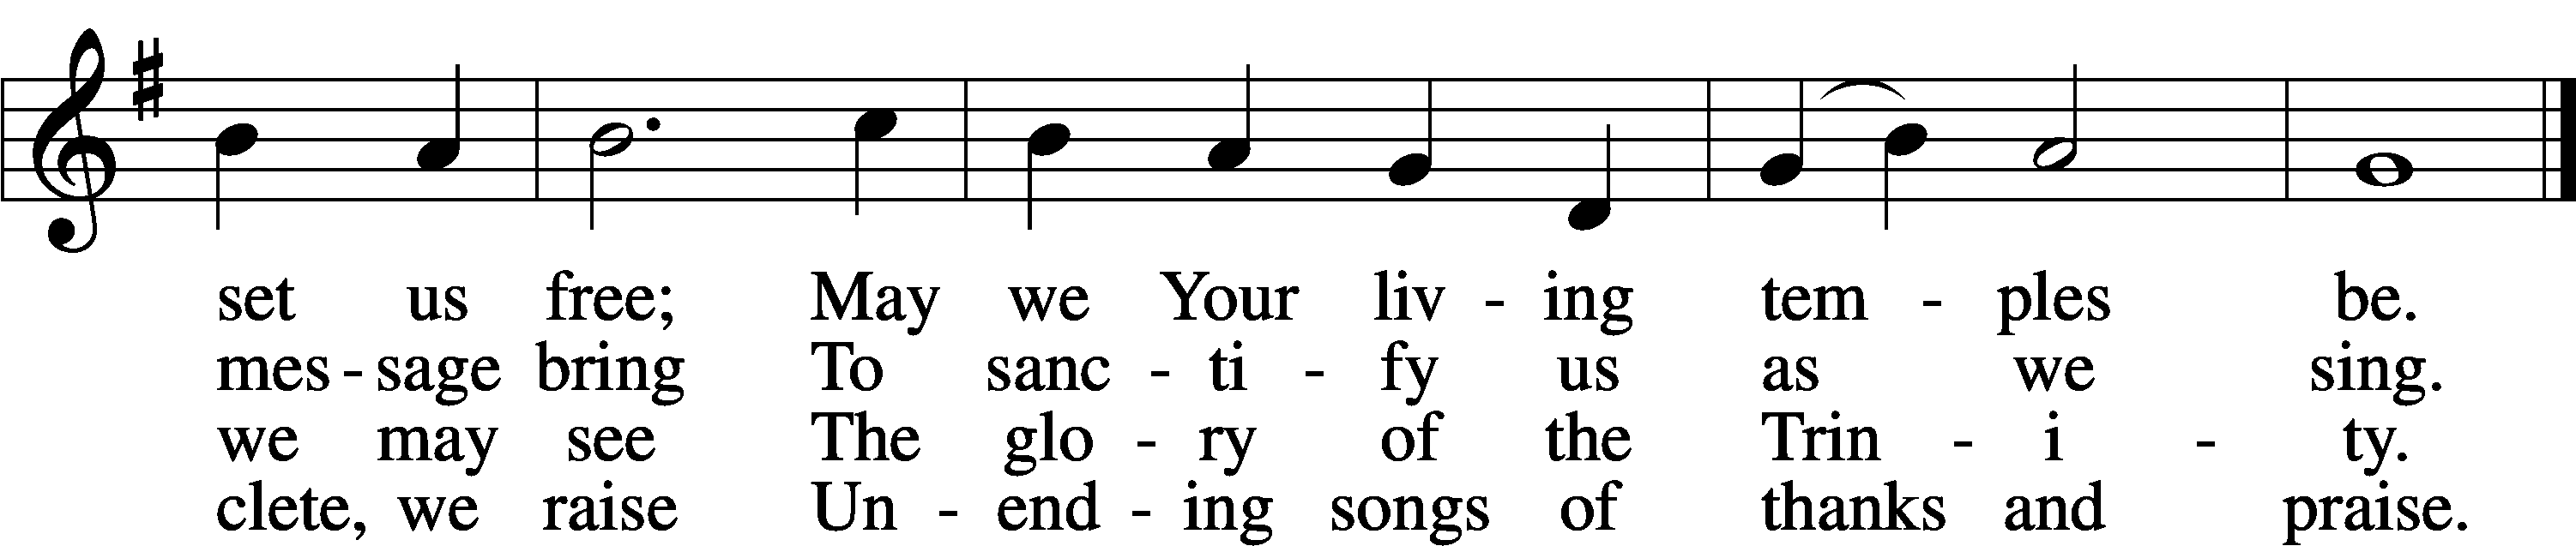 set us free; May we Your liv - ing tem - ples be.
mes - sage bring To sanc - ti - fy us as we sing.
we may see The glo - ry of the Trin - i - ty.
clete, we raise Un - end - ing songs of thanks and praise.